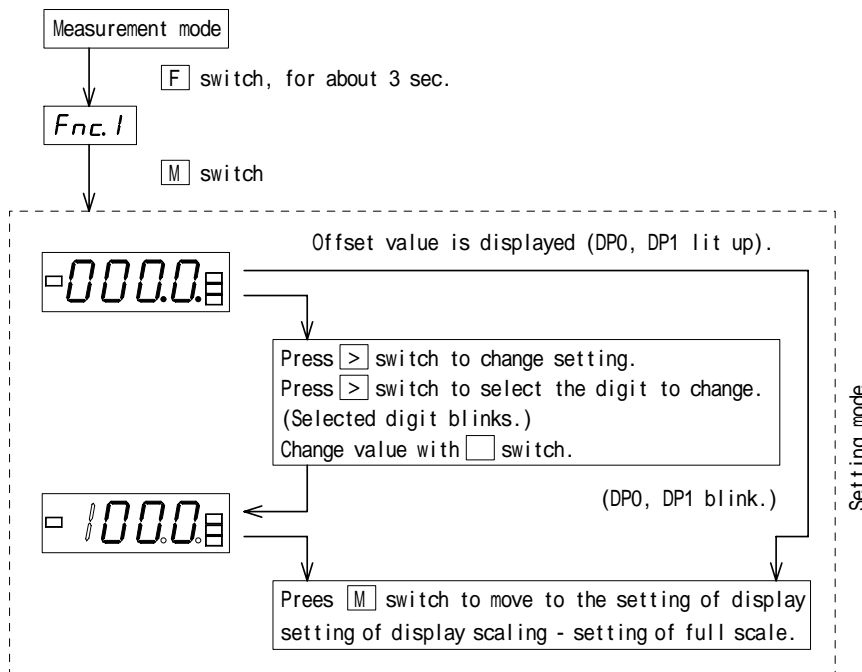 Measurement mode
F switch, for about 3 sec.
Fnc.1
M switch
Offset value is displayed (DP0, DP1 lit up).
-000.0.
Press > switch to change setting.
Press > switch to select the digit to change.
(Selected digit blinks.)
Change value with switch.
(DP0, DP1 blink.)
- 100.0.
Prees M switch to move to the setting of display
setting of display scaling - setting of full scale.
Setting mode